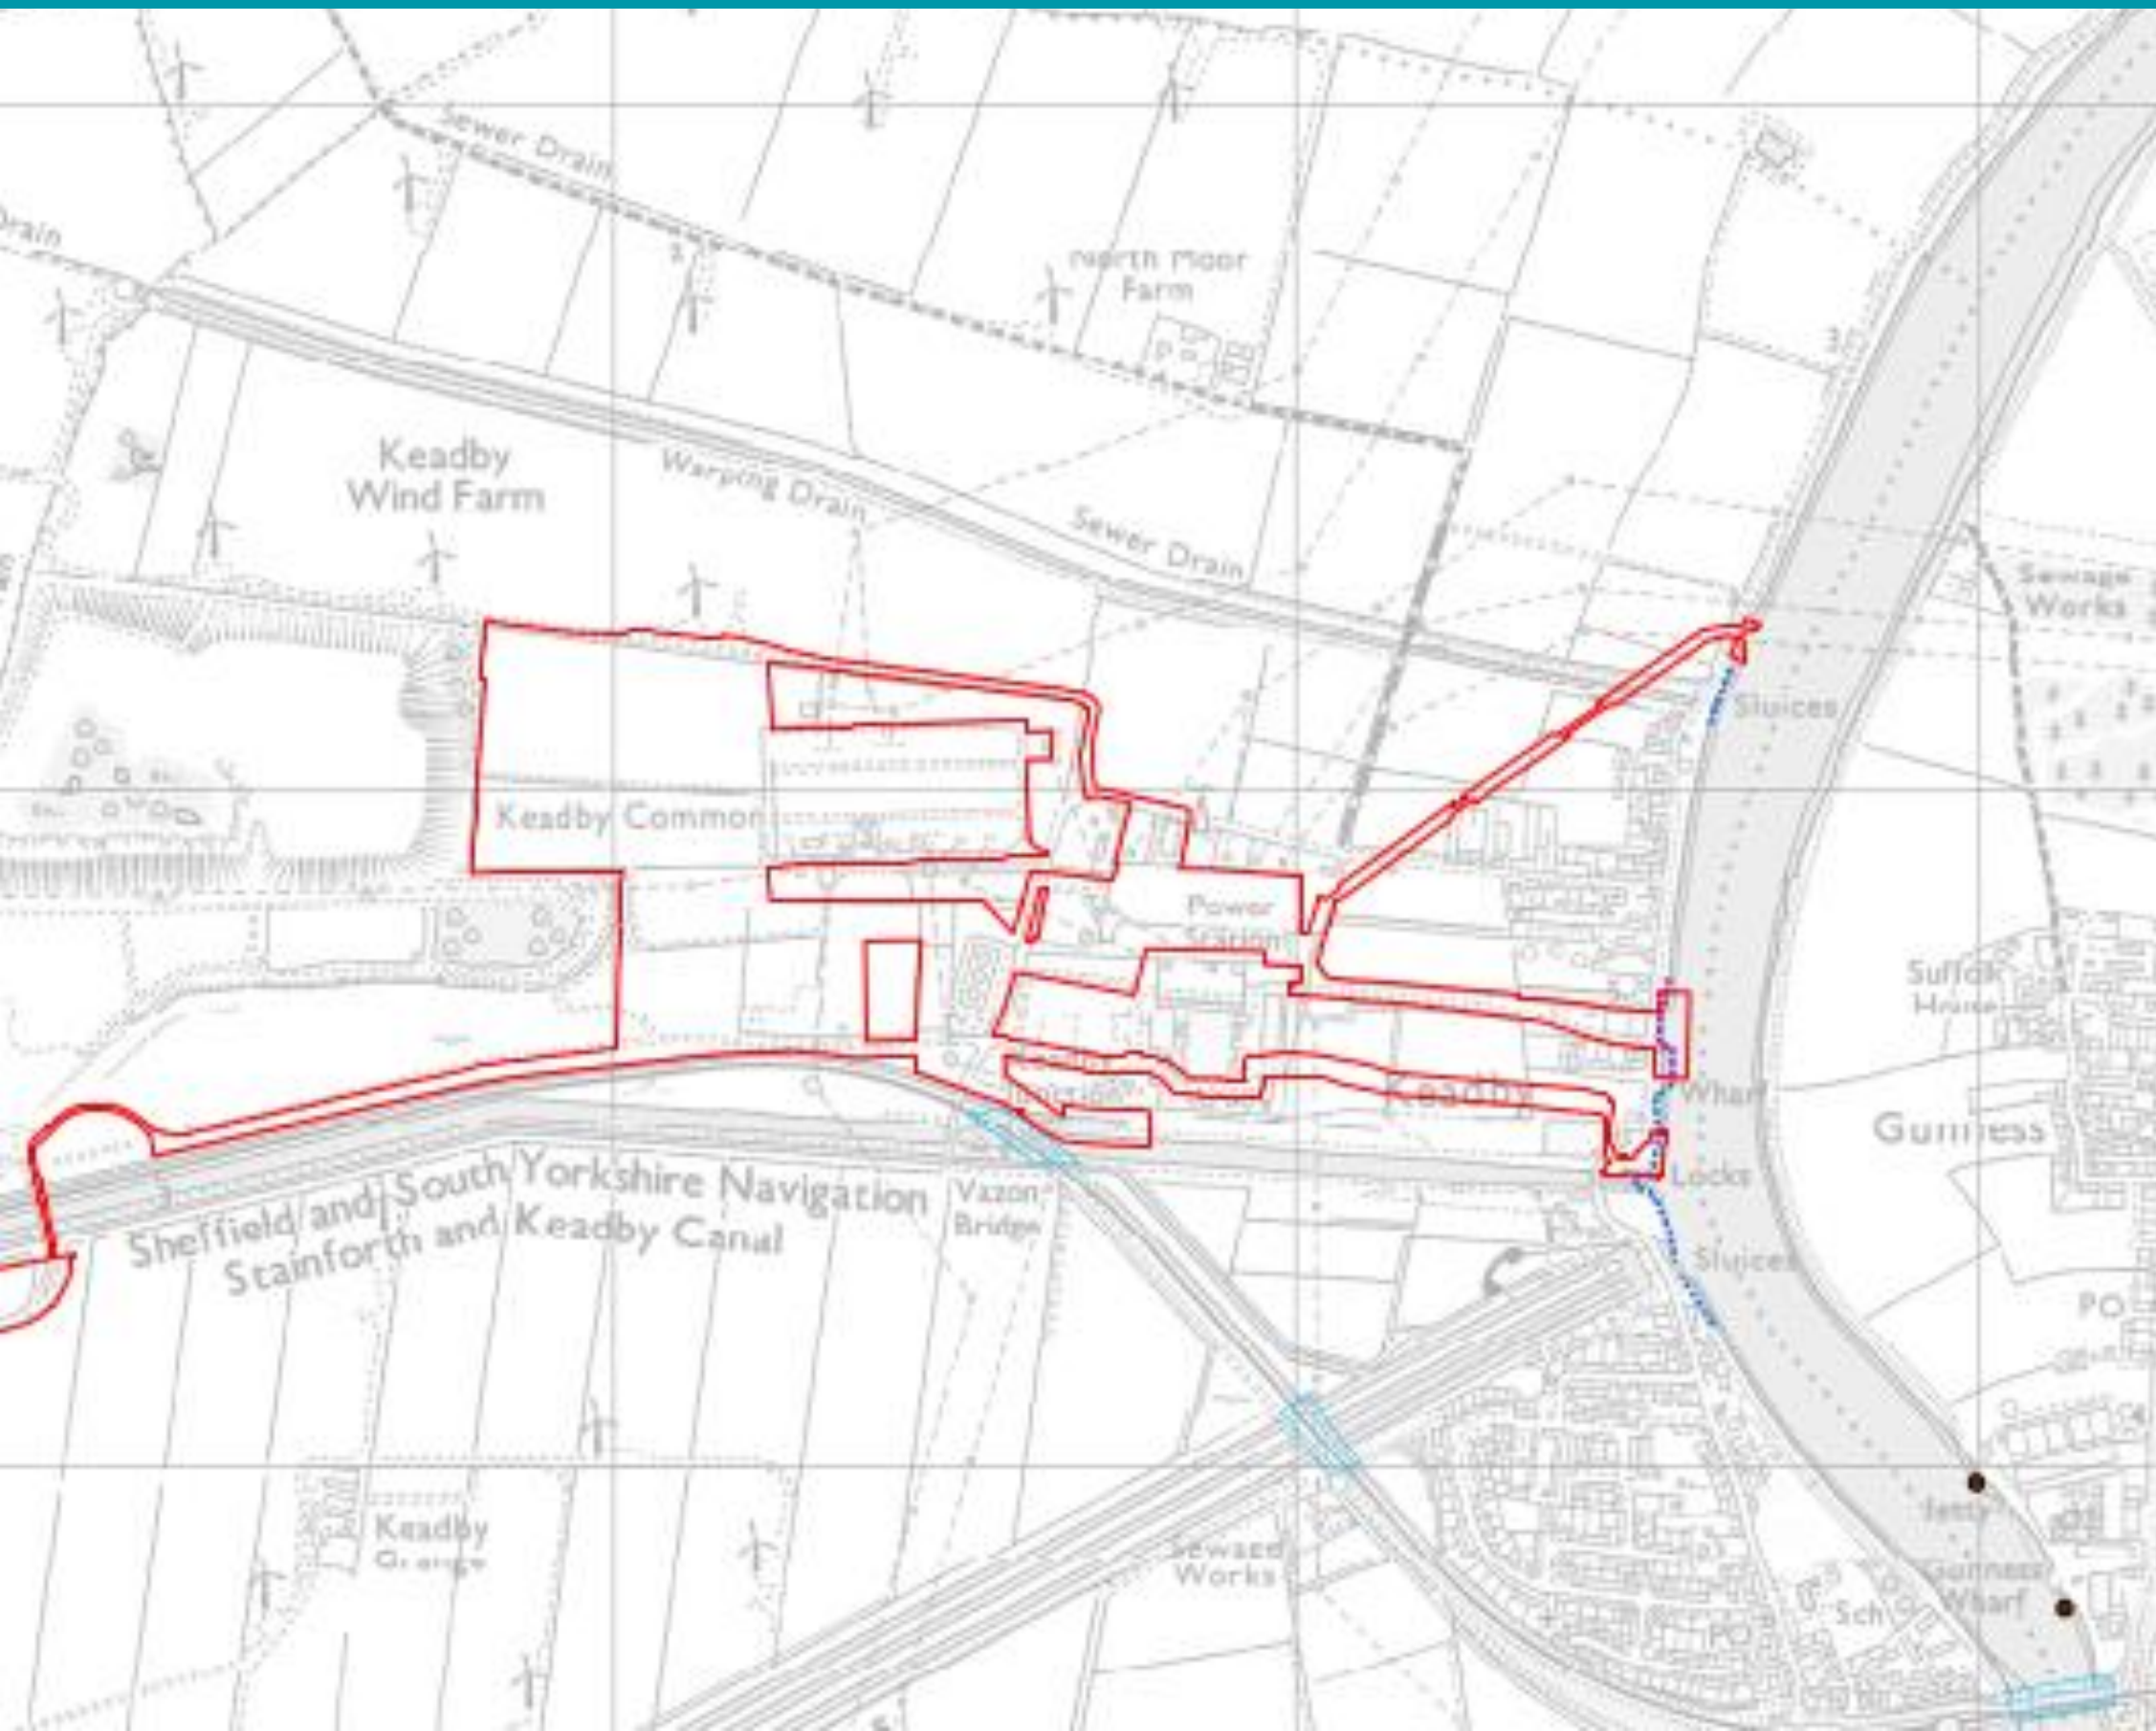 Sewer Drain
Drain
North Moor
Farm
Keadby
Wind Farm
Warping Drain
Sewer Drain
Sewage
Works
Sluices
Keadby Common
Power
Station
Suffolk
House
Keadby
Wharf
Gunness
Locks
Sheffield and South Yorkshire Navigation
Stainforth and Keadby Canal
Vazon
Bridge
Sluices
PO
Keadby
Grange
Jetty
Sewage
Works
Gunness
Wharf
Sch
PO